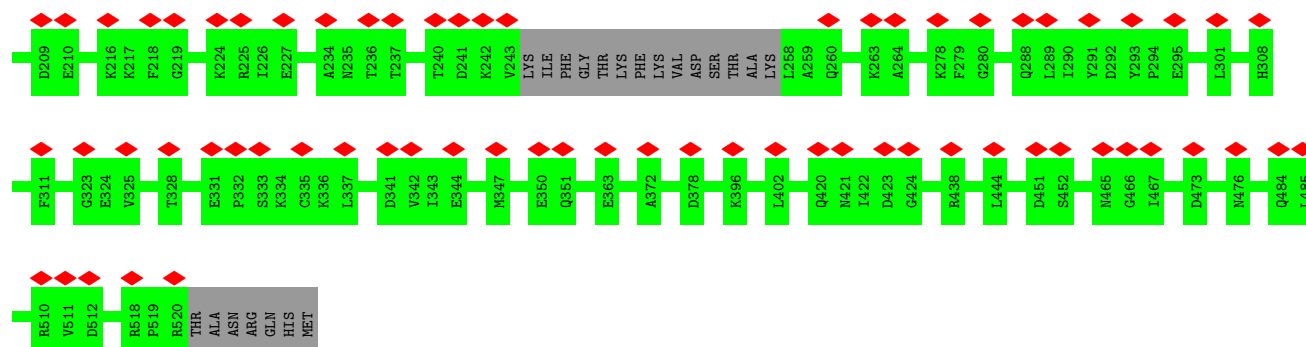 D209 E210 K216 K217 F218 G219 K224 R225 I226 E227 A234 N235 T236 T237 T240 D241 K242 V243 LYS ILE PHE GLY THR LYS PHE LYS VAL ASP SER THR ALA LYS L258 A259 Q260 K263 A264 K278 F279 G280 Q288 L289 I290 Y291 D292 Y293 P294 E295 L301 H308
F311 G323 E324 V325 T328 E331 P332 S333 K334 C335 K336 L337 D341 V342 I343 E344 M347 E350 Q351 E363 A372 D378 K396 L402 Q420 N421 I422 D423 G424 R438 L444 D451 S452 N465 G466 I467 D473 N476 Q484 L485
R510 V511 D512 R518 P519 R520 THR ALA ASN ARG GLN HIS MET